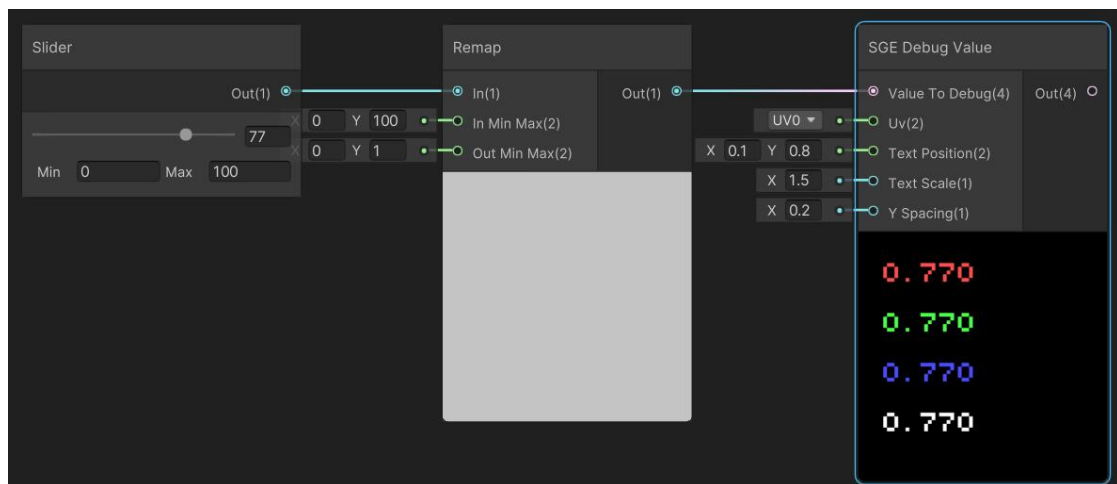 Slider
Out(1)
77
Min 0 Max 100
Remap
In(1) Out(1)
X 0 Y 100 In Min Max(2)
X 0 Y 1 Out Min Max(2)
SGE Debug Value
Value To Debug(4) Out(4)
UV0 Uv(2)
X 0.1 Y 0.8 Text Position(2)
X 1.5 Text Scale(1)
X 0.2 Y Spacing(1)
0.770
0.770
0.770
0.770